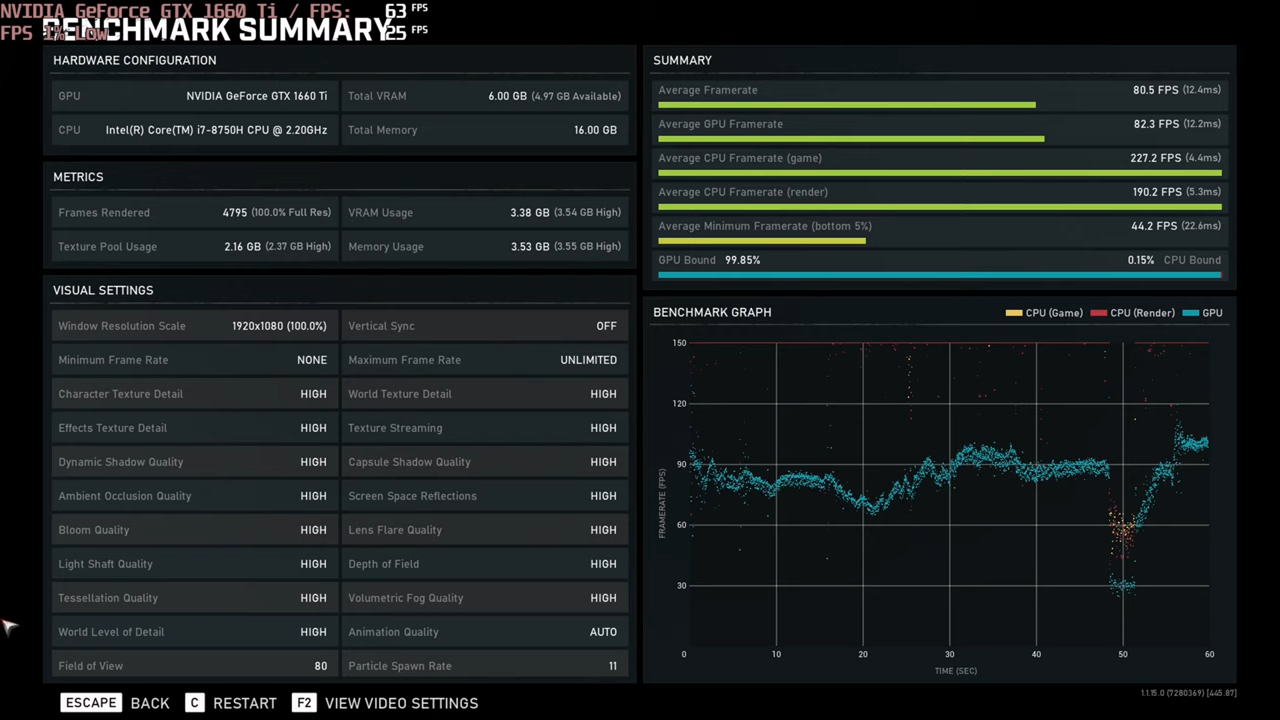 NVIDIA GeForce GTX 1660 Ti / FPS: 63 FPS
FPS 1% Low 25 FPS
BENCHMARK SUMMARY
HARDWARE CONFIGURATION
GPU NVIDIA GeForce GTX 1660 Ti Total VRAM 6.00 GB (4.97 GB Available)
CPU Intel(R) Core(TM) i7-8750H CPU @ 2.20GHz Total Memory 16.00 GB
METRICS
Frames Rendered 4795 (100.0% Full Res) VRAM Usage 3.38 GB (3.54 GB High)
Texture Pool Usage 2.16 GB (2.37 GB High) Memory Usage 3.53 GB (3.55 GB High)
VISUAL SETTINGS
Window Resolution Scale 1920x1080 (100.0%) Vertical Sync OFF
Minimum Frame Rate NONE Maximum Frame Rate UNLIMITED
Character Texture Detail HIGH World Texture Detail HIGH
Effects Texture Detail HIGH Texture Streaming HIGH
Dynamic Shadow Quality HIGH Capsule Shadow Quality HIGH
Ambient Occlusion Quality HIGH Screen Space Reflections HIGH
Bloom Quality HIGH Lens Flare Quality HIGH
Light Shaft Quality HIGH Depth of Field HIGH
Tessellation Quality HIGH Volumetric Fog Quality HIGH
World Level of Detail HIGH Animation Quality AUTO
Field of View 80 Particle Spawn Rate 11
SUMMARY
Average Framerate 80.5 FPS (12.4ms)
Average GPU Framerate 82.3 FPS (12.2ms)
Average CPU Framerate (game) 227.2 FPS (4.4ms)
Average CPU Framerate (render) 190.2 FPS (5.3ms)
Average Minimum Framerate (bottom 5%) 44.2 FPS (22.6ms)
GPU Bound 99.85% 0.15% CPU Bound
BENCHMARK GRAPH CPU (Game) CPU (Render) GPU
150
120
90
60
30
FRAMERATE (FPS)
0 10 20 30 40 50 60
TIME (SEC)
ESCAPE BACK C RESTART F2 VIEW VIDEO SETTINGS
1.1.15.0 (7280369) [445.87]